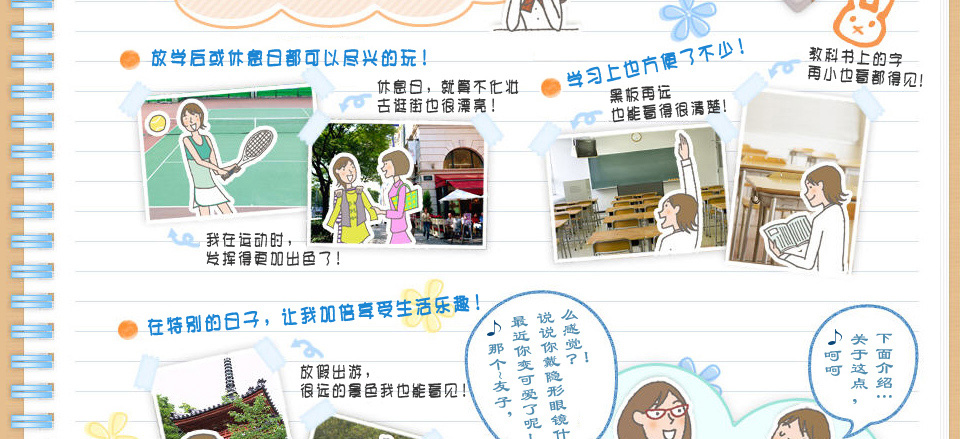 放学后或休息日都可以尽兴的玩！
休息日，就算不化妆
去逛街也很漂亮！
我在运动时，
发挥得更加出色了！
学习上也方便了不少！
黑板再远
也能看得很清楚！
教科书上的字
再小也看都得见！
在特别的日子，让我加倍享受生活乐趣！
放假出游，
很远的景色我也能看见！
♪那个~友子，
最近你变可爱了呢！
说说你戴隐形眼镜什
么感觉？！
下面介绍…
关于这点，
♪呵呵